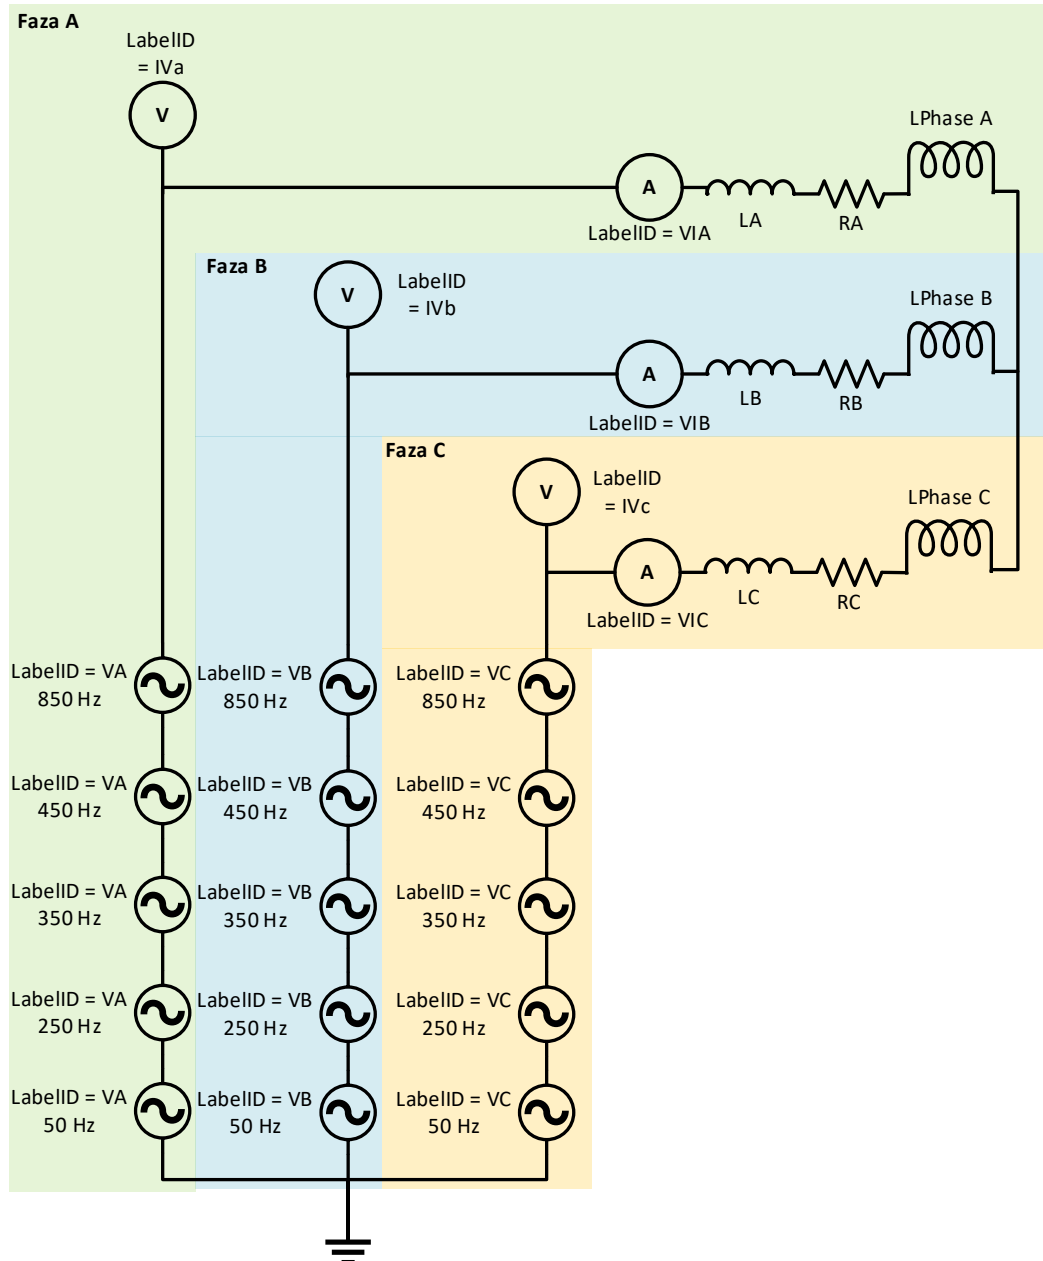 Faza A
LabelID
= IVa
V
LPhase A
A
LA
RA
LabelID = VIA
Faza B
V
LabelID
= IVb
LPhase B
A
LB
RB
LabelID = VIB
Faza C
V
LabelID
= IVc
LPhase C
A
LC
RC
LabelID = VIC
LabelID = VA
850 Hz
LabelID = VB
850 Hz
LabelID = VC
850 Hz
LabelID = VA
450 Hz
LabelID = VB
450 Hz
LabelID = VC
450 Hz
LabelID = VA
350 Hz
LabelID = VB
350 Hz
LabelID = VC
350 Hz
LabelID = VA
250 Hz
LabelID = VB
250 Hz
LabelID = VC
250 Hz
LabelID = VA
50 Hz
LabelID = VB
50 Hz
LabelID = VC
50 Hz